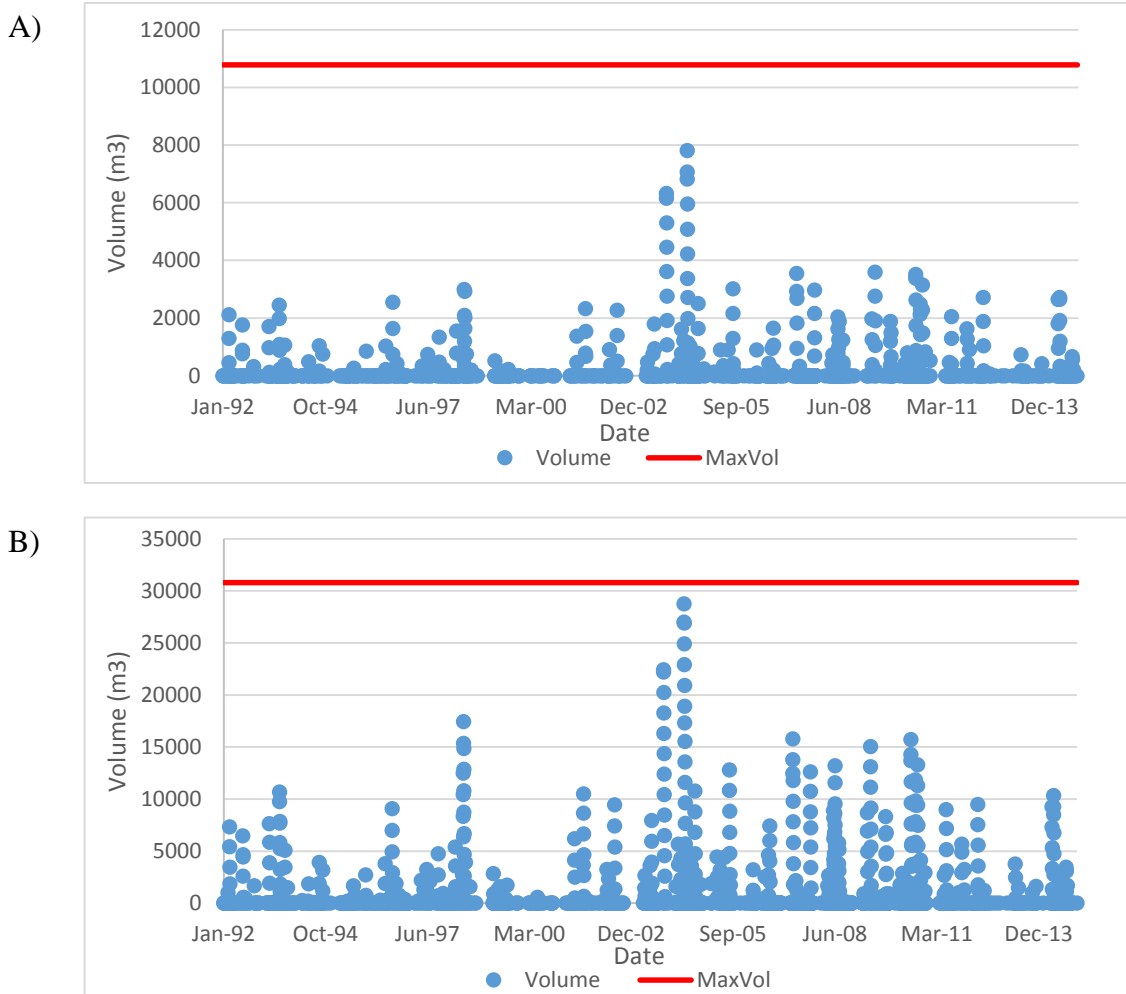 A)
12000
10000
8000
6000
4000
2000
0
Volume (m3)
Jan-92 Oct-94 Jun-97 Mar-00 Dec-02 Sep-05 Jun-08 Mar-11 Dec-13
Date
Volume MaxVol
B)
35000
30000
25000
20000
15000
10000
5000
0
Volume (m3)
Jan-92 Oct-94 Jun-97 Mar-00 Dec-02 Sep-05 Jun-08 Mar-11 Dec-13
Date
Volume MaxVol